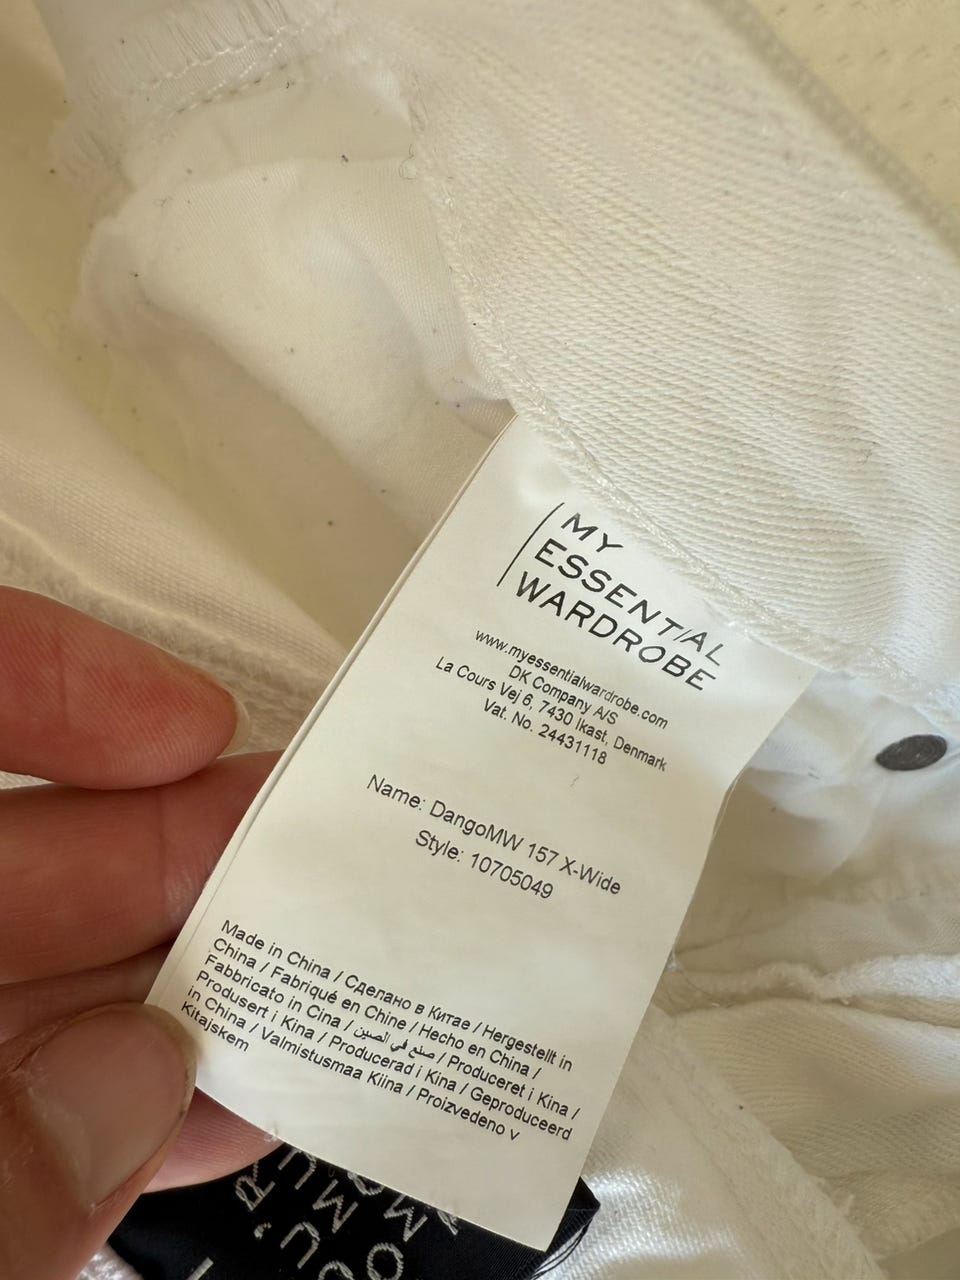 MY
ESSENTIAL
WARDROBE
www.myessentialwardrobe.com
DK Company A/S
La Cours Vej 6, 7430 Ikast, Denmark
Vat. No. 24431118
Name: DangoMW 157 X-Wide
Style: 10705049
Made in China / Сделано в Китае / Hergestellt in
China / Fabriqué en Chine / Hecho en China /
Fabbricato in Cina / صنع في الصين / Produceret i Kina /
Produsert i Kina / Producerad i Kina / Geproduceerd
in China / Valmistusmaa Kiina / Proizvedeno v
Kitajskem